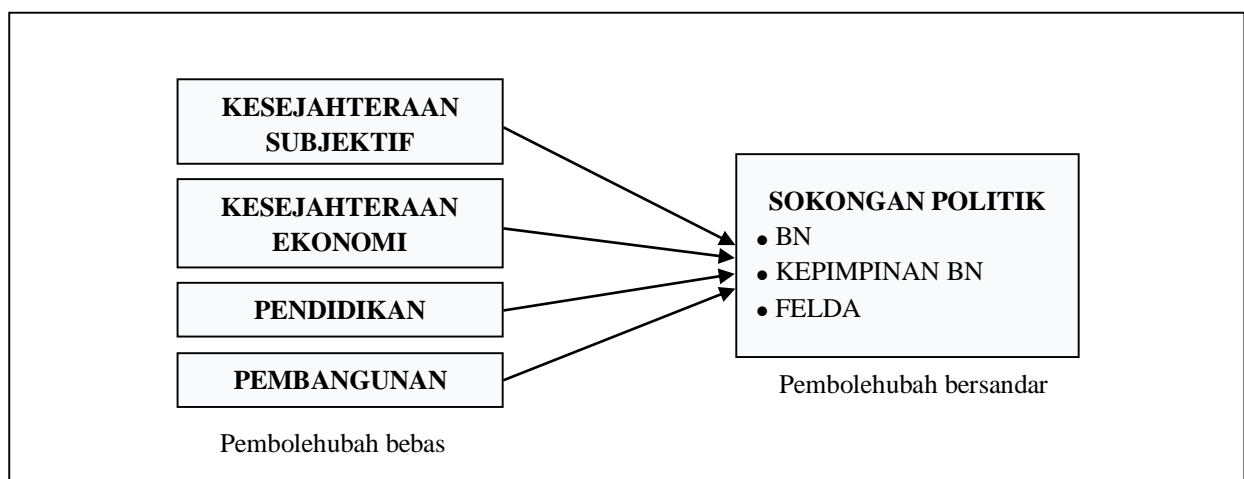 KESEJAHTERAAN
SUBJEKTIF
KESEJAHTERAAN
EKONOMI
PENDIDIKAN
PEMBANGUNAN
Pembolehubah bebas
SOKONGAN POLITIK
● BN
● KEPIMPINAN BN
● FELDA
Pembolehubah bersandar